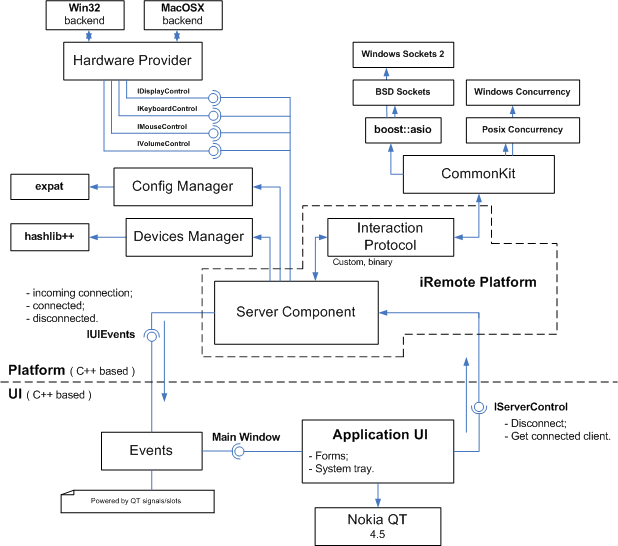 Win32
backend
MacOSX
backend
Hardware Provider
IDisplayControl
IKeyboardControl
IMouseControl
IVolumeControl
Windows Sockets 2
BSD Sockets
boost::asio
Windows Concurrency
Posix Concurrency
CommonKit
expat
Config Manager
hashlib++
Devices Manager
Interaction
Protocol
Custom, binary
iRemote Platform
Server Component
- incoming connection;
- connected;
- disconnected.
IUIEvents
Platform ( C++ based )
UI ( C++ based )
IServerControl
- Disconnect;
- Get connected client.
Events
Main Window
Application UI
- Forms;
- System tray.
Powered by QT signals/slots
Nokia QT
4.5